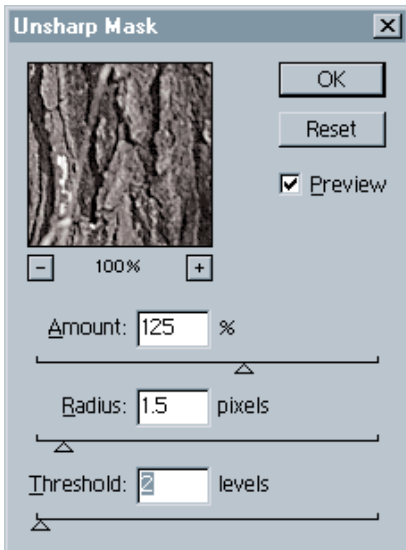 Unsharp Mask
OK
Reset
Preview
- 100% +
Amount: 125 %
Radius: 1.5 pixels
Threshold: 2 levels